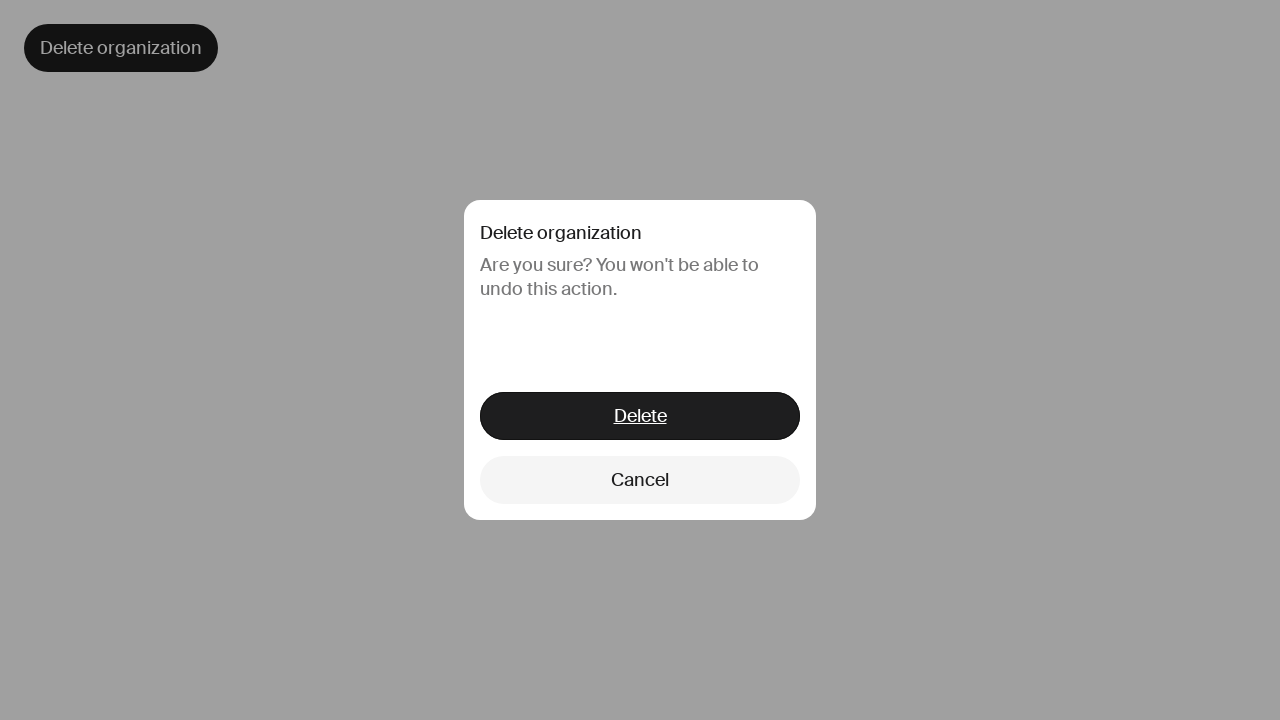 Delete organization
Delete organization
Are you sure? You won't be able to
undo this action.
Delete
Cancel